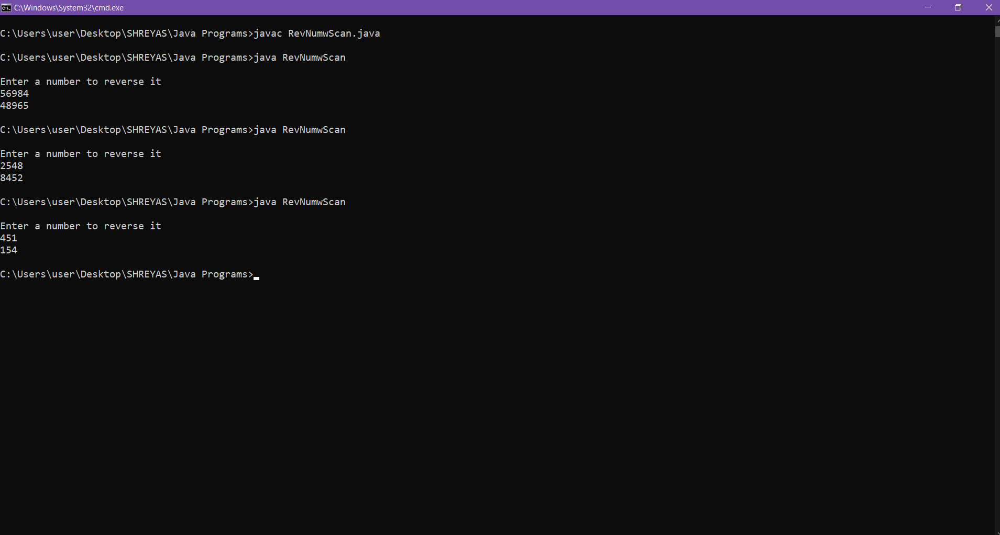 C:\Windows\System32\cmd.exe
C:\Users\user\Desktop\SHREYAS\Java Programs>javac RevNumwScan.java
C:\Users\user\Desktop\SHREYAS\Java Programs>java RevNumwScan
Enter a number to reverse it
56984
48965
C:\Users\user\Desktop\SHREYAS\Java Programs>java RevNumwScan
Enter a number to reverse it
2548
8452
C:\Users\user\Desktop\SHREYAS\Java Programs>java RevNumwScan
Enter a number to reverse it
451
154
C:\Users\user\Desktop\SHREYAS\Java Programs>